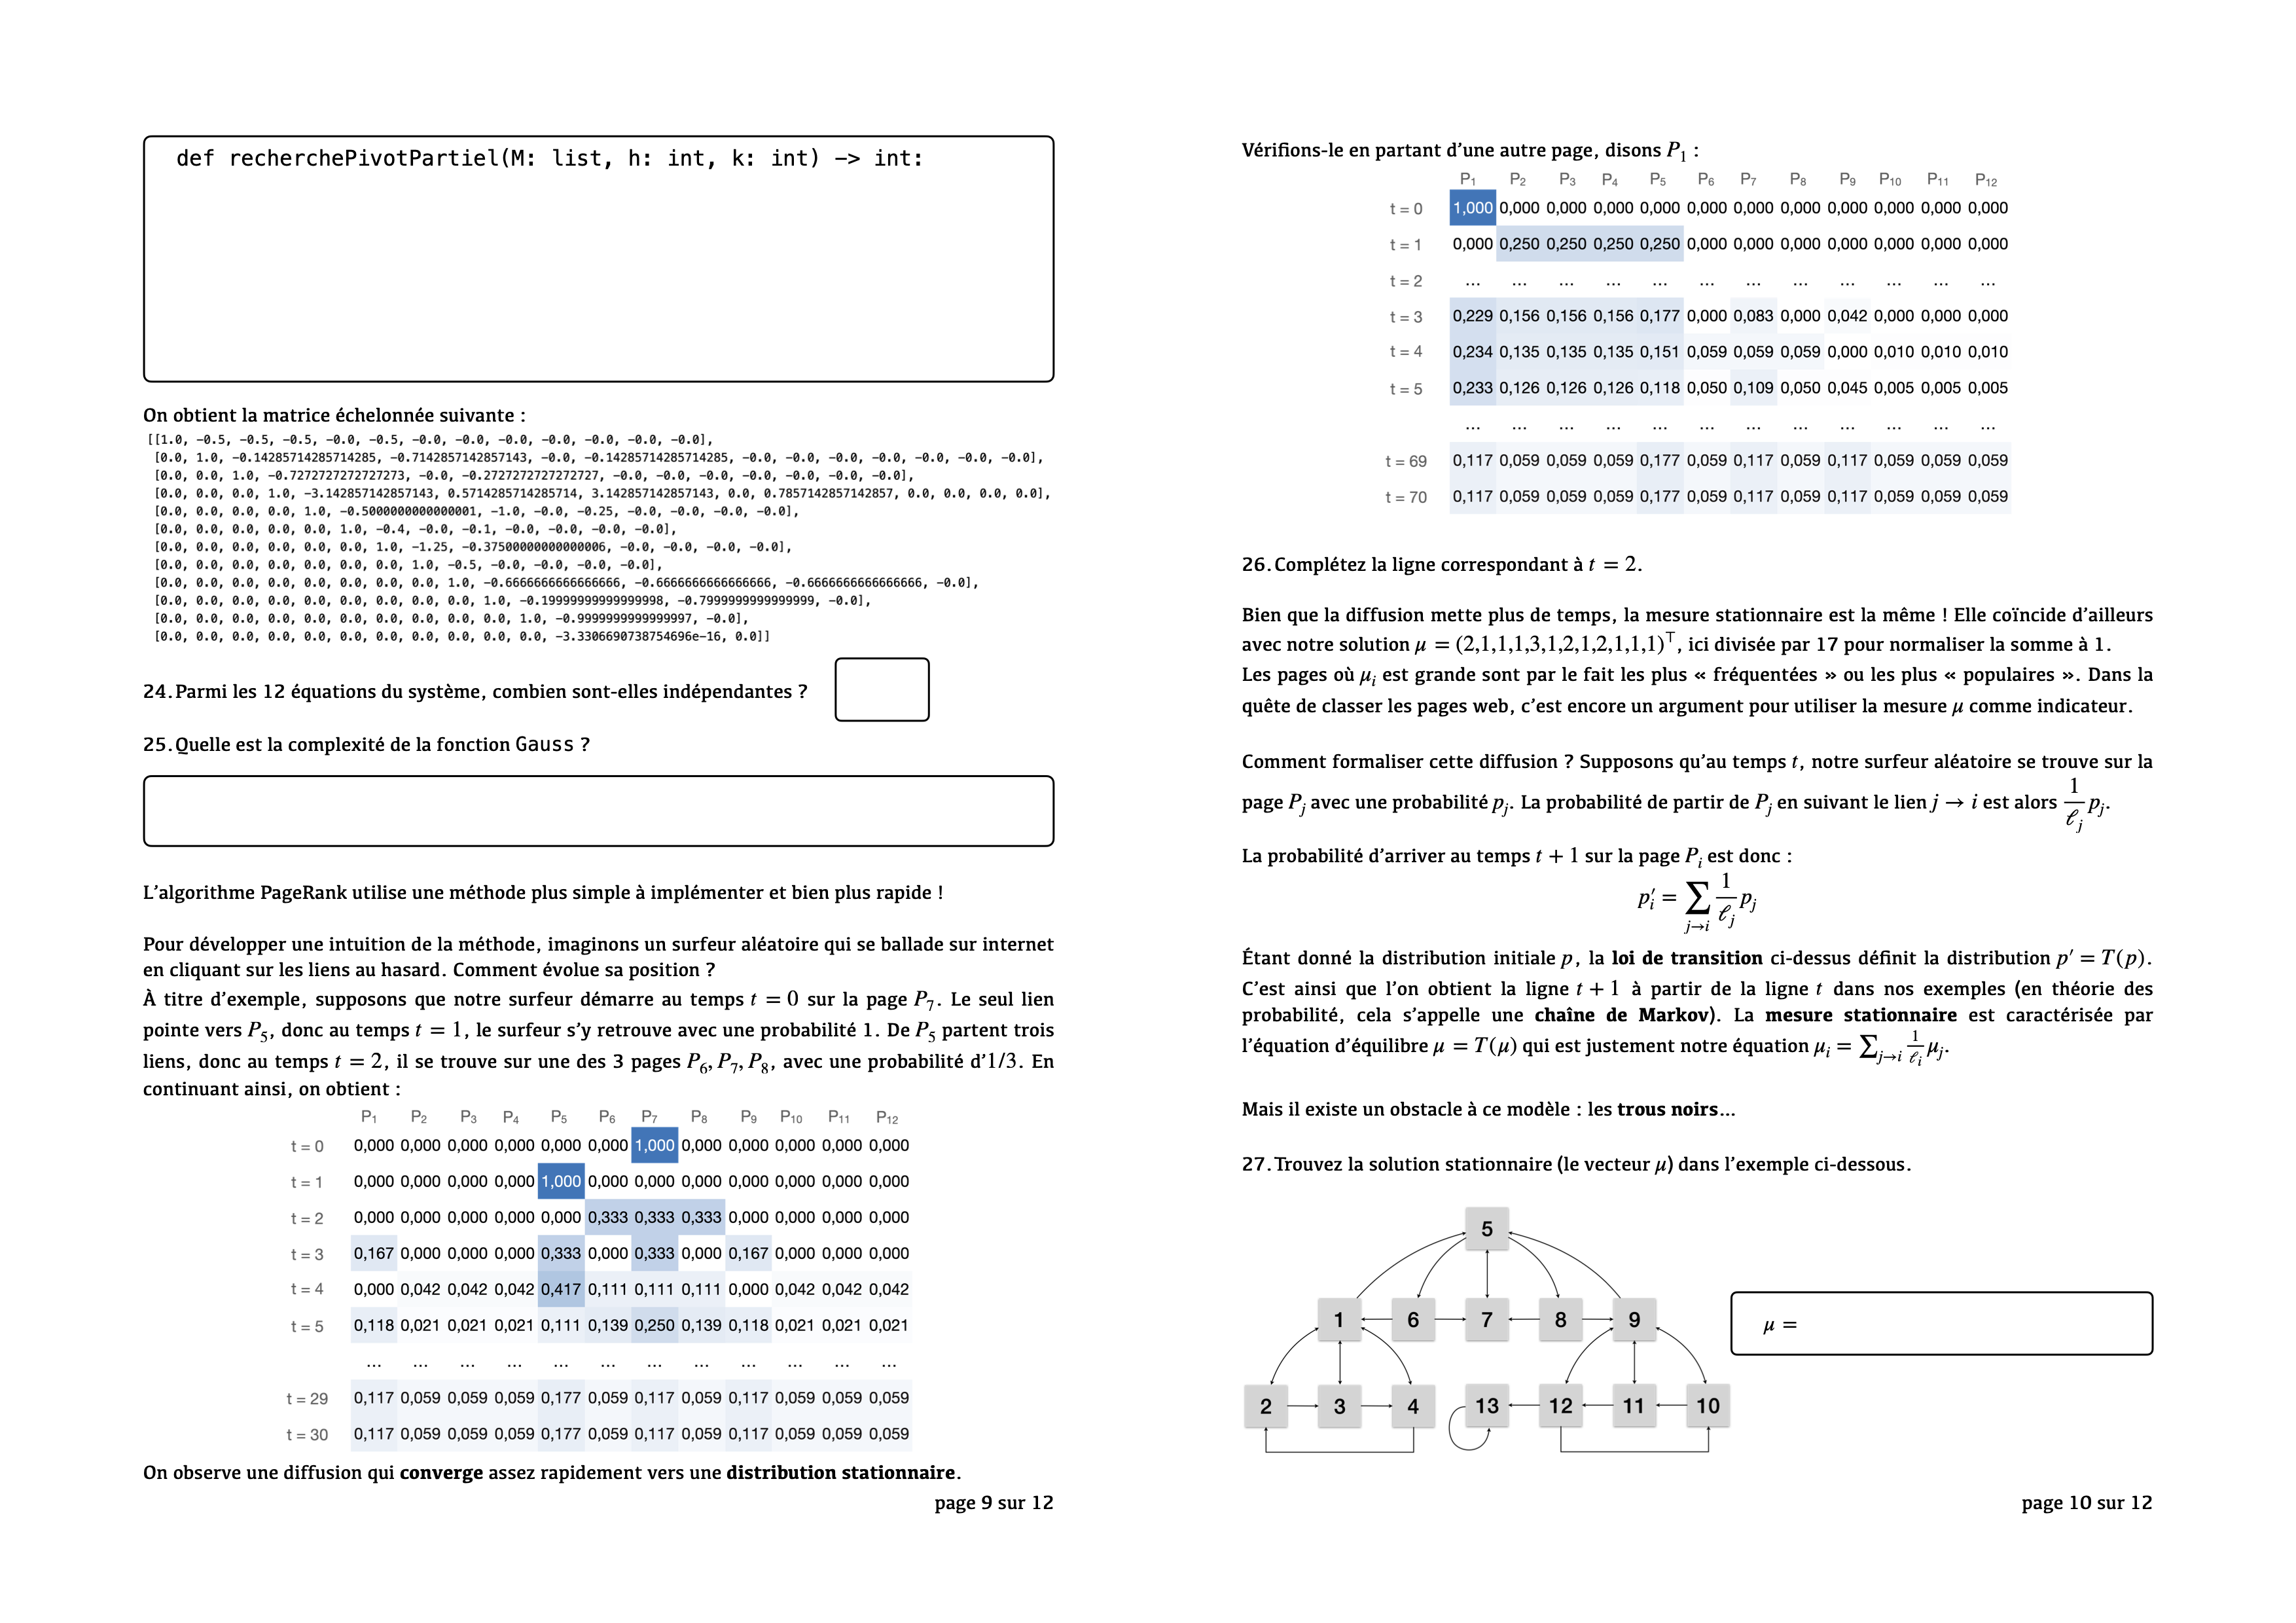 def recherchePivotPartiel(M: list, h: int, k: int) -> int:
On obtient la matrice échelonnée suivante :
[[1.0, -0.5, -0.5, -0.5, -0.0, -0.5, -0.0, -0.0, -0.0, -0.0, -0.0, -0.0, -0.0],
[0.0, 1.0, -0.14285714285714285, -0.7142857142857143, -0.0, -0.14285714285714285, -0.0, -0.0, -0.0, -0.0, -0.0, -0.0, -0.0],
[0.0, 0.0, 1.0, -0.7272727272727273, -0.0, -0.2727272727272727, -0.0, -0.0, -0.0, -0.0, -0.0, -0.0, -0.0],
[0.0, 0.0, 0.0, 1.0, -3.142857142857143, 0.5714285714285714, 3.142857142857143, 0.0, 0.7857142857142857, 0.0, 0.0, 0.0, 0.0],
[0.0, 0.0, 0.0, 0.0, 1.0, -0.5000000000000001, -1.0, -0.0, -0.25, -0.0, -0.0, -0.0, -0.0],
[0.0, 0.0, 0.0, 0.0, 0.0, 1.0, -0.4, -0.0, -0.1, -0.0, -0.0, -0.0, -0.0],
[0.0, 0.0, 0.0, 0.0, 0.0, 0.0, 1.0, -1.25, -0.37500000000000006, -0.0, -0.0, -0.0, -0.0],
[0.0, 0.0, 0.0, 0.0, 0.0, 0.0, 0.0, 1.0, -0.5, -0.0, -0.0, -0.0, -0.0],
[0.0, 0.0, 0.0, 0.0, 0.0, 0.0, 0.0, 0.0, 1.0, -0.6666666666666666, -0.6666666666666666, -0.6666666666666666, -0.0],
[0.0, 0.0, 0.0, 0.0, 0.0, 0.0, 0.0, 0.0, 0.0, 1.0, -0.19999999999999998, -0.7999999999999999, -0.0],
[0.0, 0.0, 0.0, 0.0, 0.0, 0.0, 0.0, 0.0, 0.0, 0.0, 1.0, -0.9999999999999997, -0.0],
[0.0, 0.0, 0.0, 0.0, 0.0, 0.0, 0.0, 0.0, 0.0, 0.0, 0.0, -3.3306690738754696e-16, 0.0]]
24. Parmi les 12 équations du système, combien sont-elles indépendantes ?
25. Quelle est la complexité de la fonction Gauss ?
L'algorithme PageRank utilise une méthode plus simple à implémenter et bien plus rapide !
Pour développer une intuition de la méthode, imaginons un surfeur aléatoire qui se ballade sur internet
en cliquant sur les liens au hasard. Comment évolue sa position ?
À titre d'exemple, supposons que notre surfeur démarre au temps t = 0 sur la page P₇. Le seul lien
pointe vers P₅, donc au temps t = 1, le surfeur s'y retrouve avec une probabilité 1. De P₅ partent trois
liens, donc au temps t = 2, il se trouve sur une des 3 pages P₆, P₇, P₈, avec une probabilité d'1/3. En
continuant ainsi, on obtient :
P₁ P₂ P₃ P₄ P₅ P₆ P₇ P₈ P₉ P₁₀ P₁₁ P₁₂
t = 0 0,000 0,000 0,000 0,000 0,000 0,000 1,000 0,000 0,000 0,000 0,000 0,000
t = 1 0,000 0,000 0,000 0,000 1,000 0,000 0,000 0,000 0,000 0,000 0,000 0,000
t = 2 0,000 0,000 0,000 0,000 0,000 0,333 0,333 0,333 0,000 0,000 0,000 0,000
t = 3 0,167 0,000 0,000 0,000 0,333 0,000 0,333 0,000 0,167 0,000 0,000 0,000
t = 4 0,000 0,042 0,042 0,042 0,417 0,111 0,111 0,111 0,000 0,042 0,042 0,042
t = 5 0,118 0,021 0,021 0,021 0,111 0,139 0,250 0,139 0,118 0,021 0,021 0,021
... ... ... ... ... ... ... ... ... ... ... ...
t = 29 0,117 0,059 0,059 0,059 0,177 0,059 0,117 0,059 0,117 0,059 0,059 0,059
t = 30 0,117 0,059 0,059 0,059 0,177 0,059 0,117 0,059 0,117 0,059 0,059 0,059
On observe une diffusion qui converge assez rapidement vers une distribution stationnaire.
page 9 sur 12
Vérifions-le en partant d'une autre page, disons P₁ :
P₁ P₂ P₃ P₄ P₅ P₆ P₇ P₈ P₉ P₁₀ P₁₁ P₁₂
t = 0 1,000 0,000 0,000 0,000 0,000 0,000 0,000 0,000 0,000 0,000 0,000 0,000
t = 1 0,000 0,250 0,250 0,250 0,250 0,000 0,000 0,000 0,000 0,000 0,000 0,000
t = 2 ... ... ... ... ... ... ... ... ... ... ... ...
t = 3 0,229 0,156 0,156 0,156 0,177 0,000 0,083 0,000 0,042 0,000 0,000 0,000
t = 4 0,234 0,135 0,135 0,135 0,151 0,059 0,059 0,059 0,000 0,010 0,010 0,010
t = 5 0,233 0,126 0,126 0,126 0,118 0,050 0,109 0,050 0,045 0,005 0,005 0,005
... ... ... ... ... ... ... ... ... ... ... ...
t = 69 0,117 0,059 0,059 0,059 0,177 0,059 0,117 0,059 0,117 0,059 0,059 0,059
t = 70 0,117 0,059 0,059 0,059 0,177 0,059 0,117 0,059 0,117 0,059 0,059 0,059
26. Complétez la ligne correspondant à t = 2.
Bien que la diffusion mette plus de temps, la mesure stationnaire est la même ! Elle coïncide d'ailleurs
avec notre solution μ = (2,1,1,1,3,1,2,1,2,1,1,1)⊤, ici divisée par 17 pour normaliser la somme à 1.
Les pages où μᵢ est grande sont par le fait les plus « fréquentées » ou les plus « populaires ». Dans la
quête de classer les pages web, c'est encore un argument pour utiliser la mesure μ comme indicateur.
Comment formaliser cette diffusion ? Supposons qu'au temps t, notre surfeur aléatoire se trouve sur la
page Pⱼ avec une probabilité pⱼ. La probabilité de partir de Pⱼ en suivant le lien j → i est alors 1/ℓⱼ pⱼ.
La probabilité d'arriver au temps t + 1 sur la page Pᵢ est donc :
p′ᵢ = ∑_{j→i} 1/ℓⱼ pⱼ
Étant donné la distribution initiale p, la loi de transition ci-dessus définit la distribution p′ = T(p).
C'est ainsi que l'on obtient la ligne t + 1 à partir de la ligne t dans nos exemples (en théorie des
probabilité, cela s'appelle une chaîne de Markov). La mesure stationnaire est caractérisée par
l'équation d'équilibre μ = T(μ) qui est justement notre équation μᵢ = ∑_{j→i} 1/ℓᵢ μⱼ.
Mais il existe un obstacle à ce modèle : les trous noirs...
27. Trouvez la solution stationnaire (le vecteur μ) dans l'exemple ci-dessous.
5
1 6 7 8 9
μ =
2 3 4 13 12 11 10
page 10 sur 12